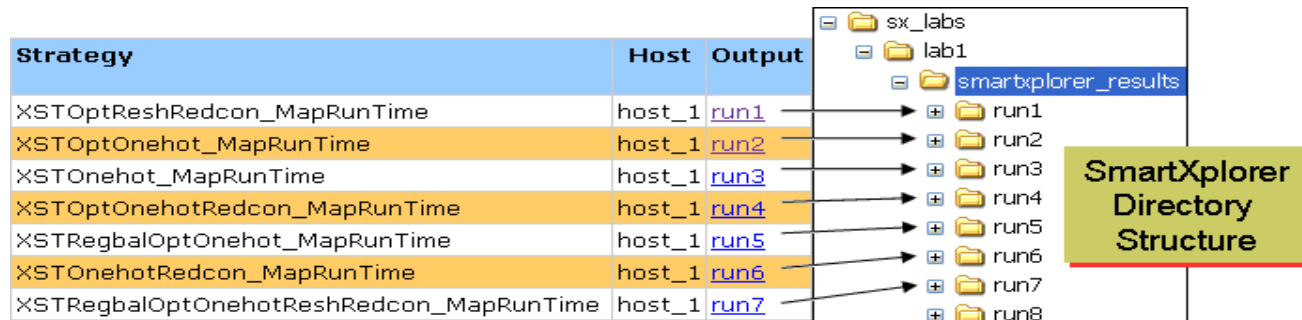 Strategy Host Output
XSTOptReshRedcon_MapRunTime host_1 run1
XSTOptOnehot_MapRunTime host_1 run2
XSTOnehot_MapRunTime host_1 run3
XSTOptOnehotRedcon_MapRunTime host_1 run4
XSTRegbalOptOnehot_MapRunTime host_1 run5
XSTOnehotRedcon_MapRunTime host_1 run6
XSTRegbalOptOnehotReshRedcon_MapRunTime host_1 run7
sx_labs
lab1
smartxplorer_results
run1
run2
run3
run4
run5
run6
run7
run8
SmartXplorer
Directory
Structure